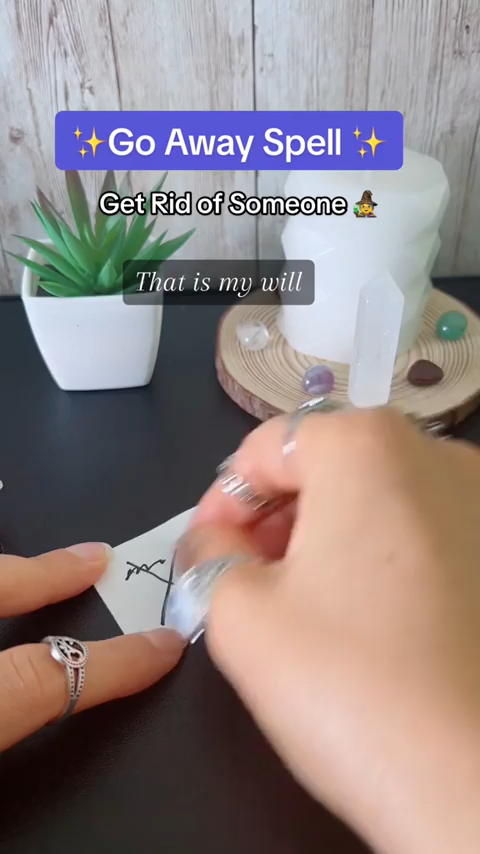 ✨Go Away Spell ✨
Get Rid of Someone 🧙‍♀️
That is my will